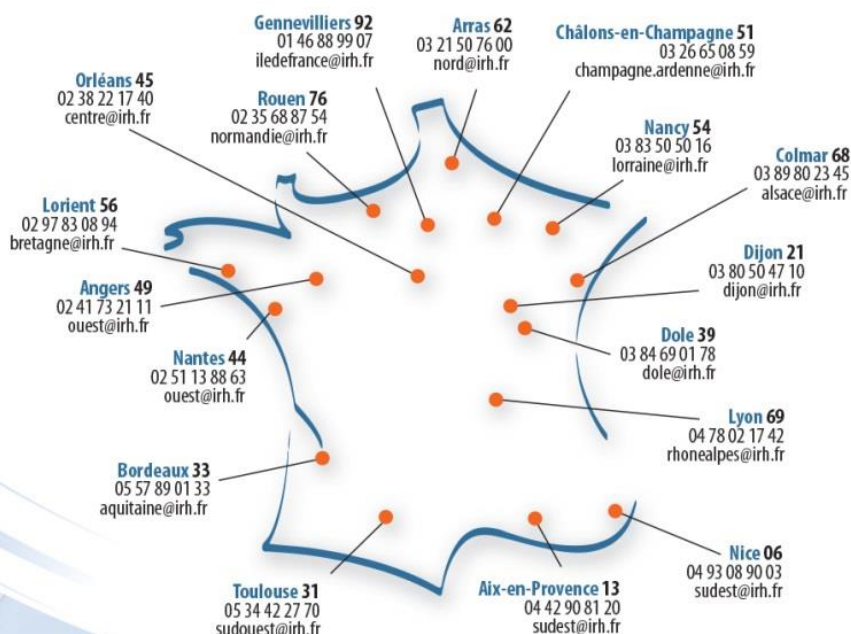 Gennevilliers 92
01 46 88 99 07
iledefrance@irh.fr
Arras 62
03 21 50 76 00
nord@irh.fr
Châlons-en-Champagne 51
03 26 65 08 59
champagne.ardenne@irh.fr
Orléans 45
02 38 22 17 40
centre@irh.fr
Rouen 76
02 35 68 87 54
normandie@irh.fr
Nancy 54
03 83 50 50 16
lorraine@irh.fr
Colmar 68
03 89 80 23 45
alsace@irh.fr
Lorient 56
02 97 83 08 94
bretagne@irh.fr
Angers 49
02 41 73 21 11
ouest@irh.fr
Dijon 21
03 80 50 47 10
dijon@irh.fr
Nantes 44
02 51 13 88 63
ouest@irh.fr
Dole 39
03 84 69 01 78
dole@irh.fr
Lyon 69
04 78 02 17 42
rhonealpes@irh.fr
Bordeaux 33
05 57 89 01 33
aquitaine@irh.fr
Nice 06
04 93 08 90 03
sudest@irh.fr
Toulouse 31
05 34 42 27 70
sudouest@irh.fr
Aix-en-Provence 13
04 42 90 81 20
sudest@irh.fr